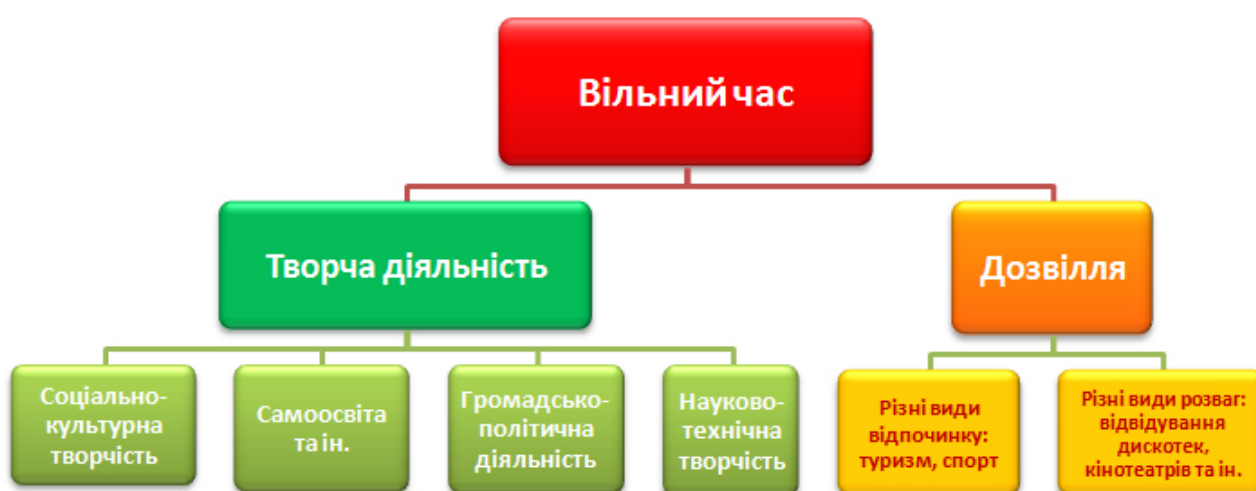 Вільний час
Творча діяльність
Дозвілля
Соціально-
культурна
творчість
Самоосвіта
та ін.
Громадсько-
політична
діяльність
Науково-
технічна
творчість
Різні види
відпочинку:
туризм, спорт
Різні види розваг:
відвідування
дискотек,
кінотеатрів та ін.